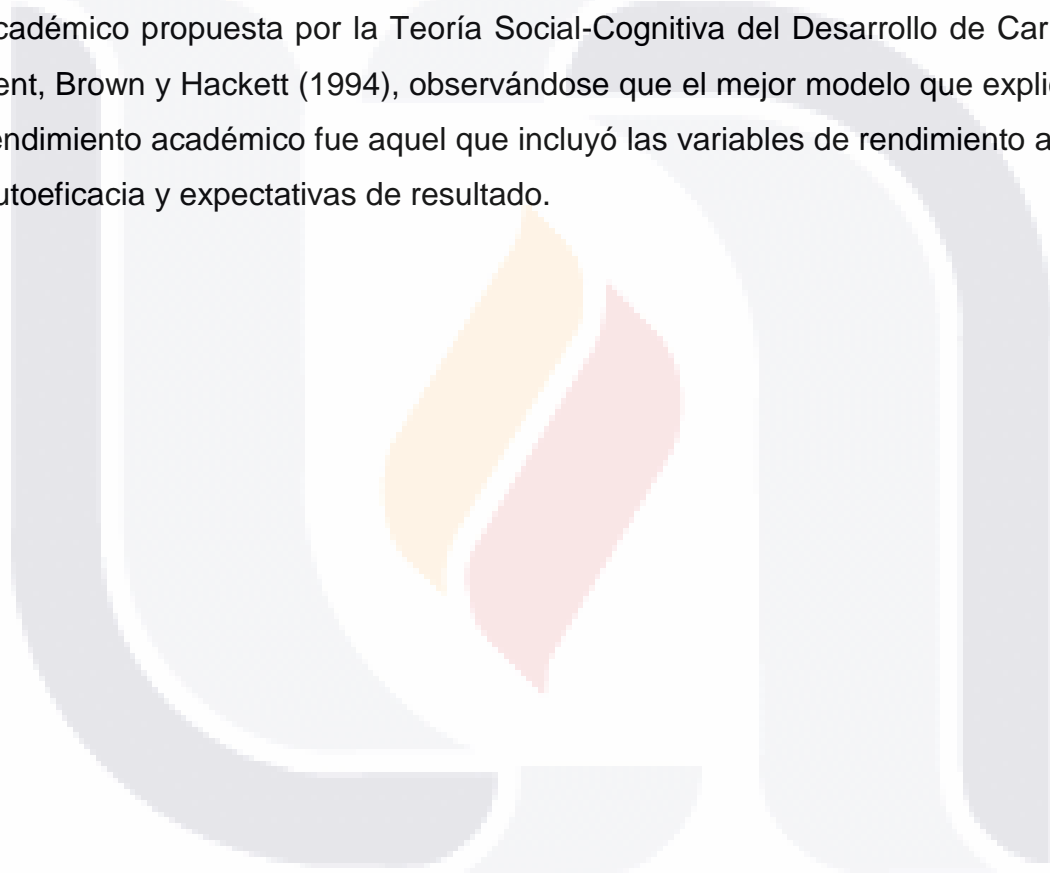 cadémico propuesta por la Teoría Social-Cognitiva del Desarrollo de Car
ent, Brown y Hackett (1994), observándose que el mejor modelo que expli
endimiento académico fue aquel que incluyó las variables de rendimiento a
utoeficacia y expectativas de resultado.